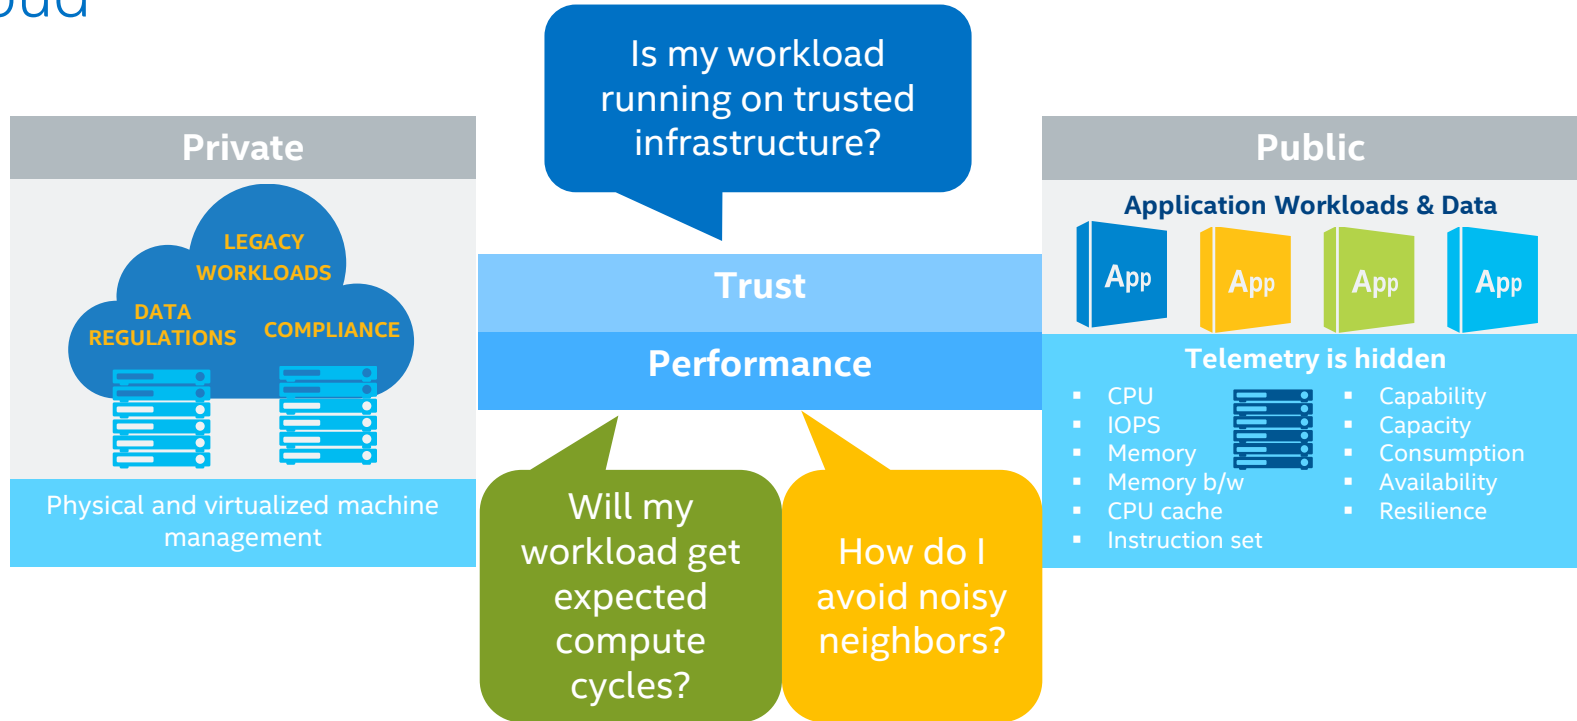 Is my workload
running on trusted
infrastructure?
Private
LEGACY
WORKLOADS
DATA
REGULATIONS
COMPLIANCE
Physical and virtualized machine
management
Trust
Performance
Will my
workload get
expected
compute
cycles?
How do I
avoid noisy
neighbors?
Public
Application Workloads & Data
App
App
App
App
Telemetry is hidden
▪ CPU
▪ IOPS
▪ Memory
▪ Memory b/w
▪ CPU cache
▪ Instruction set
▪ Capability
▪ Capacity
▪ Consumption
▪ Availability
▪ Resilience